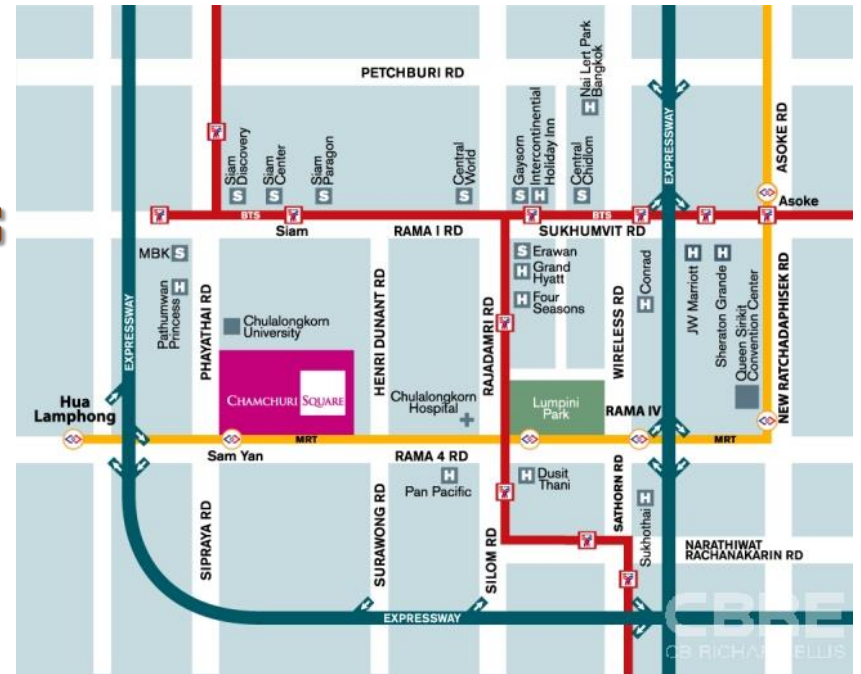 PETCHBURI RD
Nai Lert Park
Bangkok
H
EXPRESSWAY
ASOKE RD
Siam
Discovery
S
Siam
Center
S
Siam
Paragon
S
Central
World
S
Gaysorn
S
Intercontinental
Holiday Inn
H
Central
Chidlom
S
Asoke
BTS
BTS
Siam
RAMA I RD
SUKHUMVIT RD
MBK S
Pathumwan
Princess
H
EXPRESSWAY
PHAYATHAI RD
Chulalongkorn
University
HENRI DUNANT RD
RAJADAMRI RD
S Erawan
H Grand
Hyatt
H Four
Seasons
WIRELESS RD
H Conrad
H
JW Marriott
H
Sheraton Grande
Queen Sirikit
Convention Center
NEW RATCHADAPHISEK RD
CHAMCHURI SQUARE
Chulalongkorn
Hospital
Lumpini
Park
RAMA IV
Hua
Lamphong
MRT
MRT
Sam Yan
RAMA 4 RD
H
Pan Pacific
H Dusit
Thani
SIPRAYA RD
SURAWONG RD
SILOM RD
SATHORN RD
H
Sukhothai
NARATHIWAT
RACHANAKARIN RD
EXPRESSWAY
CBRE
CB RICHARD ELLIS